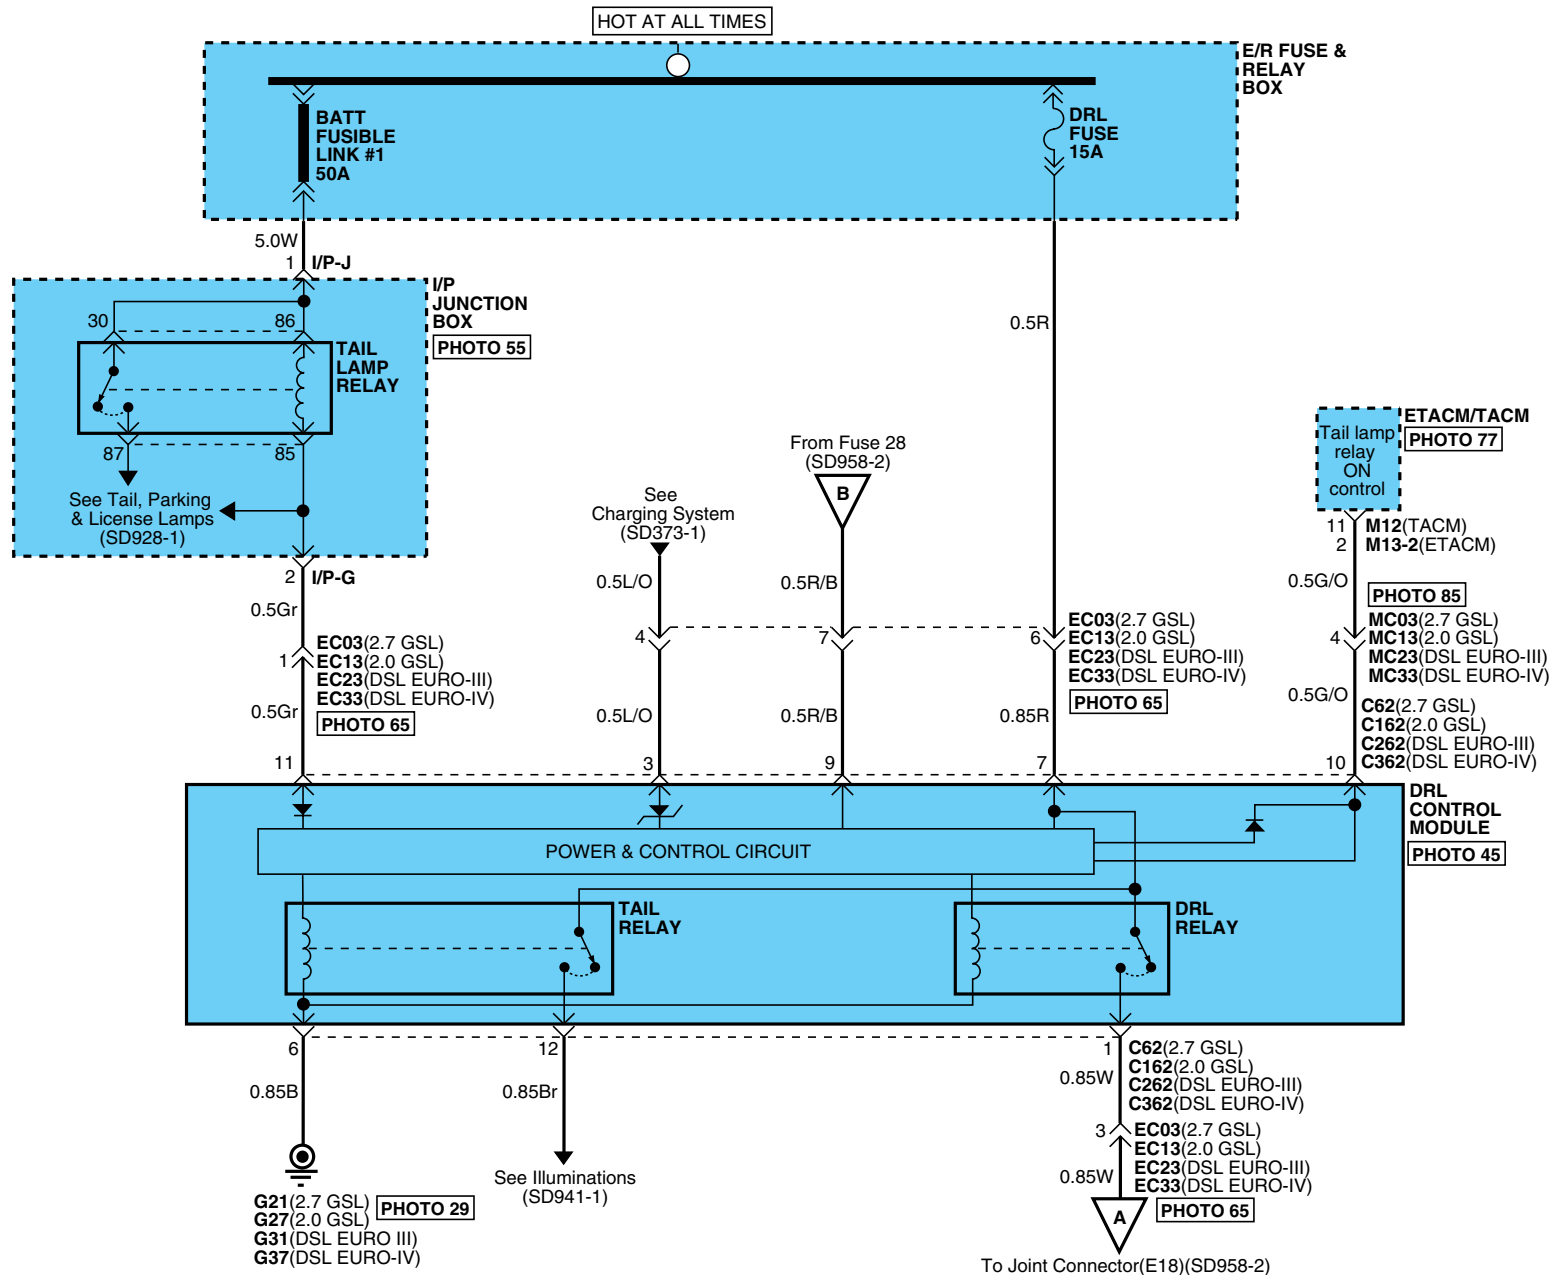 HOT AT ALL TIMES
E/R FUSE &
RELAY
BOX
BATT
FUSIBLE
LINK #1
50A
DRL
FUSE
15A
5.0W
1 I/P-J
I/P
JUNCTION
BOX
PHOTO 55
30 86
TAIL
LAMP
RELAY
87 85
See Tail, Parking
& License Lamps
(SD928-1)
2 I/P-G
0.5Gr
1
EC03(2.7 GSL)
EC13(2.0 GSL)
EC23(DSL EURO-III)
EC33(DSL EURO-IV)
PHOTO 65
0.5Gr
11
See
Charging System
(SD373-1)
0.5L/O
4
0.5L/O
3
From Fuse 28
(SD958-2)
B
0.5R/B
7
0.5R/B
9
0.5R
6
EC03(2.7 GSL)
EC13(2.0 GSL)
EC23(DSL EURO-III)
EC33(DSL EURO-IV)
PHOTO 65
0.85R
7
Tail lamp
relay
ON
control
ETACM/TACM
PHOTO 77
11 M12(TACM)
2 M13-2(ETACM)
0.5G/O
PHOTO 85
4
MC03(2.7 GSL)
MC13(2.0 GSL)
MC23(DSL EURO-III)
MC33(DSL EURO-IV)
0.5G/O
C62(2.7 GSL)
C162(2.0 GSL)
C262(DSL EURO-III)
C362(DSL EURO-IV)
10
DRL
CONTROL
MODULE
PHOTO 45
POWER & CONTROL CIRCUIT
TAIL
RELAY
DRL
RELAY
6
0.85B
G21(2.7 GSL)
G27(2.0 GSL)
G31(DSL EURO III)
G37(DSL EURO-IV)
PHOTO 29
12
0.85Br
See Illuminations
(SD941-1)
1
0.85W
C62(2.7 GSL)
C162(2.0 GSL)
C262(DSL EURO-III)
C362(DSL EURO-IV)
3
EC03(2.7 GSL)
EC13(2.0 GSL)
EC23(DSL EURO-III)
EC33(DSL EURO-IV)
0.85W
PHOTO 65
A
To Joint Connector(E18)(SD958-2)